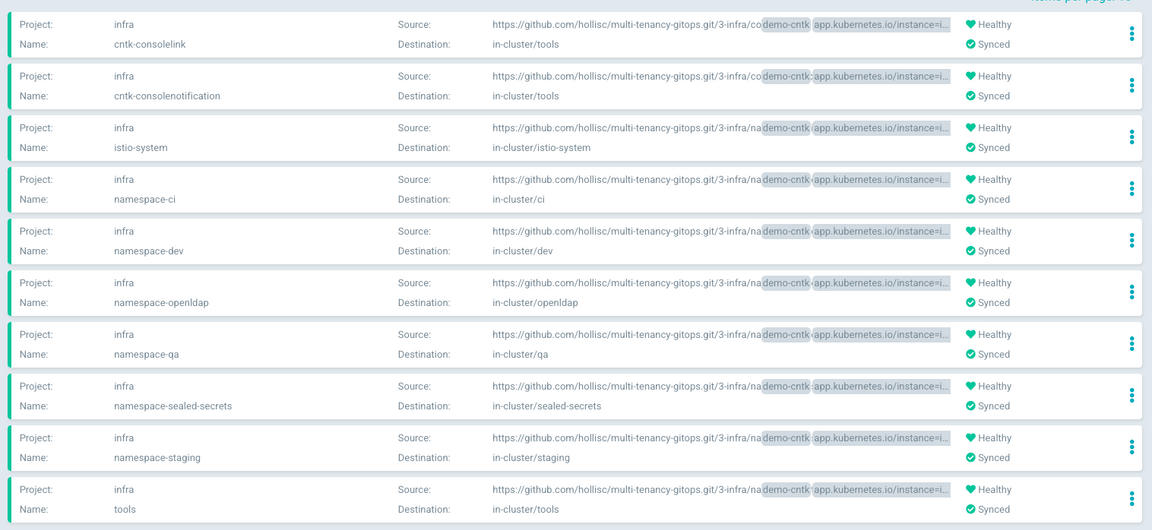 Project: infra Source: https://github.com/hollisc/multi-tenancy-gitops.git/3-infra/co demo-cntk app.kubernetes.io/instance=i... Healthy
Name: cntk-consolelink Destination: in-cluster/tools Synced
Project: infra Source: https://github.com/hollisc/multi-tenancy-gitops.git/3-infra/co demo-cntk app.kubernetes.io/instance=i... Healthy
Name: cntk-consolenotification Destination: in-cluster/tools Synced
Project: infra Source: https://github.com/hollisc/multi-tenancy-gitops.git/3-infra/na demo-cntk app.kubernetes.io/instance=i... Healthy
Name: istio-system Destination: in-cluster/istio-system Synced
Project: infra Source: https://github.com/hollisc/multi-tenancy-gitops.git/3-infra/na demo-cntk app.kubernetes.io/instance=i... Healthy
Name: namespace-ci Destination: in-cluster/ci Synced
Project: infra Source: https://github.com/hollisc/multi-tenancy-gitops.git/3-infra/na demo-cntk app.kubernetes.io/instance=i... Healthy
Name: namespace-dev Destination: in-cluster/dev Synced
Project: infra Source: https://github.com/hollisc/multi-tenancy-gitops.git/3-infra/na demo-cntk app.kubernetes.io/instance=i... Healthy
Name: namespace-openldap Destination: in-cluster/openldap Synced
Project: infra Source: https://github.com/hollisc/multi-tenancy-gitops.git/3-infra/na demo-cntk app.kubernetes.io/instance=i... Healthy
Name: namespace-qa Destination: in-cluster/qa Synced
Project: infra Source: https://github.com/hollisc/multi-tenancy-gitops.git/3-infra/na demo-cntk app.kubernetes.io/instance=i... Healthy
Name: namespace-sealed-secrets Destination: in-cluster/sealed-secrets Synced
Project: infra Source: https://github.com/hollisc/multi-tenancy-gitops.git/3-infra/na demo-cntk app.kubernetes.io/instance=i... Healthy
Name: namespace-staging Destination: in-cluster/staging Synced
Project: infra Source: https://github.com/hollisc/multi-tenancy-gitops.git/3-infra/na demo-cntk app.kubernetes.io/instance=i... Healthy
Name: tools Destination: in-cluster/tools Synced